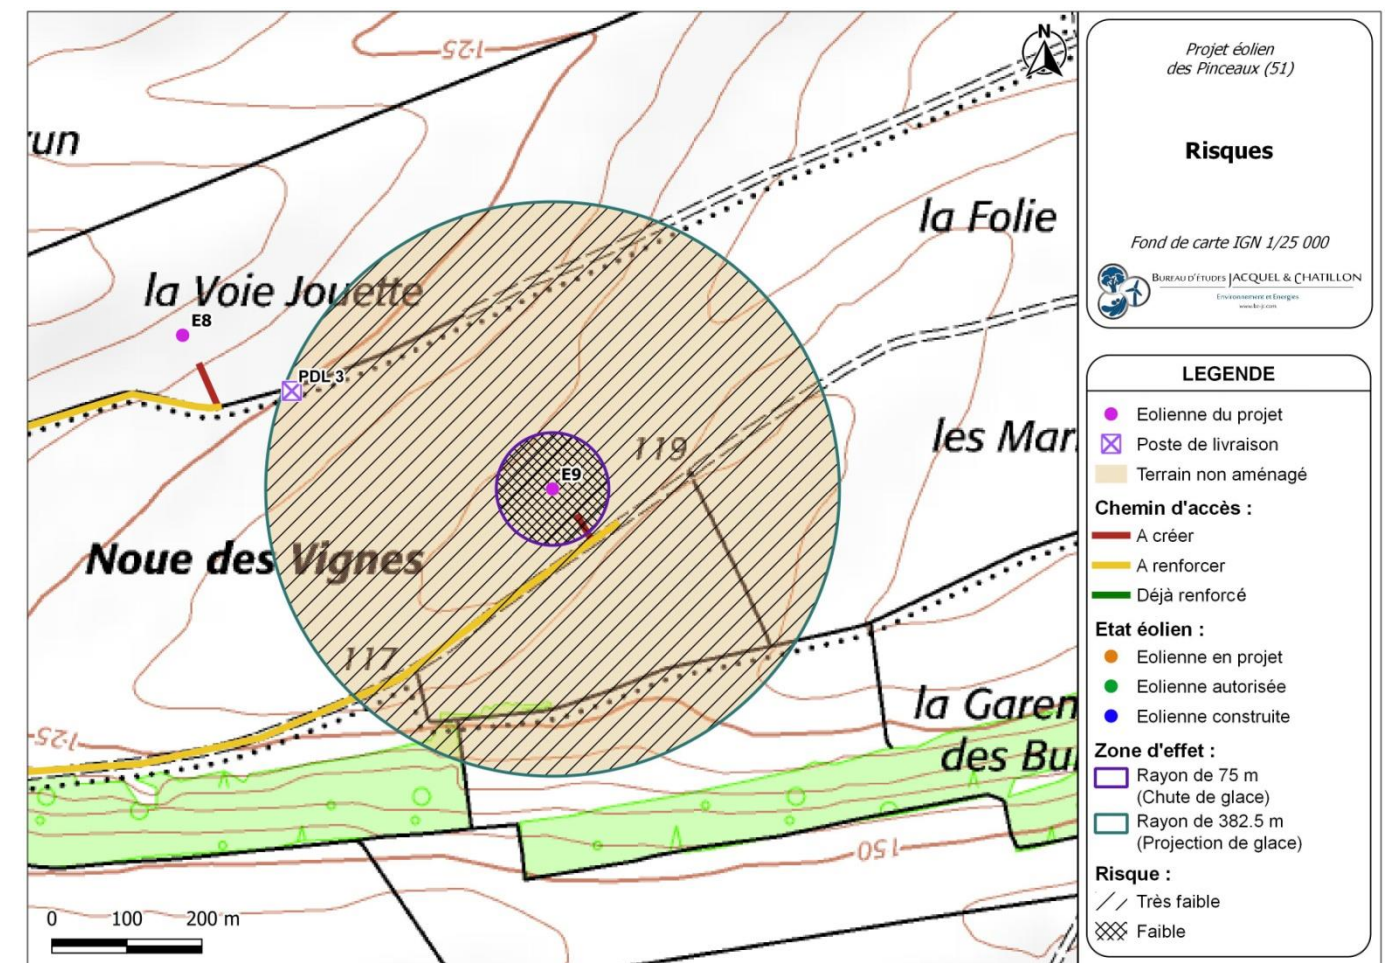 125
N
run
la Folie
la Voie Jouette
E8
PDL 3
les Mar
119
E9
Noue des Vignes
117
la Garen
des Bu
125
150
0 100 200 m
Projet éolien
des Pinceaux (51)
Risques
Fond de carte IGN 1/25 000
BUREAU D'ÉTUDES JACQUEL & CHATILLON
Environnement et Energies
LEGENDE
Eolienne du projet
Poste de livraison
Terrain non aménagé
Chemin d'accès :
A créer
A renforcer
Déjà renforcé
Etat éolien :
Eolienne en projet
Eolienne autorisée
Eolienne construite
Zone d'effet :
Rayon de 75 m
(Chute de glace)
Rayon de 382.5 m
(Projection de glace)
Risque :
Très faible
Faible